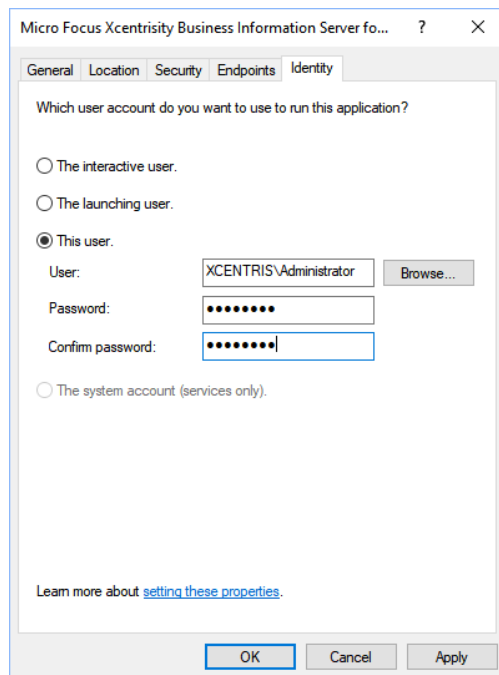 Micro Focus Xcentrisity Business Information Server fo... ? ×
General Location Security Endpoints Identity
Which user account do you want to use to run this application?
The interactive user.
The launching user.
This user.
User: XCENTRIS\Administrator Browse...
Password: ●●●●●●●●
Confirm password: ●●●●●●●●
The system account (services only).
Learn more about setting these properties.
OK Cancel Apply